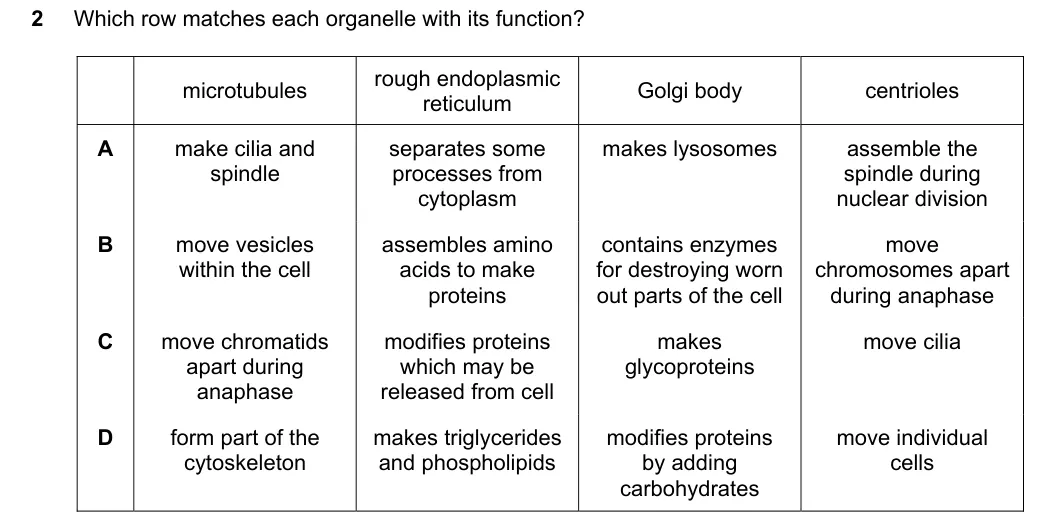 2 Which row matches each organelle with its function?
microtubules
rough endoplasmic
reticulum
Golgi body
centrioles
A
make cilia and
spindle
separates some
processes from
cytoplasm
makes lysosomes
assemble the
spindle during
nuclear division
B
move vesicles
within the cell
assembles amino
acids to make
proteins
contains enzymes
for destroying worn
out parts of the cell
move
chromosomes apart
during anaphase
C
move chromatids
apart during
anaphase
modifies proteins
which may be
released from cell
makes
glycoproteins
move cilia
D
form part of the
cytoskeleton
makes triglycerides
and phospholipids
modifies proteins
by adding
carbohydrates
move individual
cells